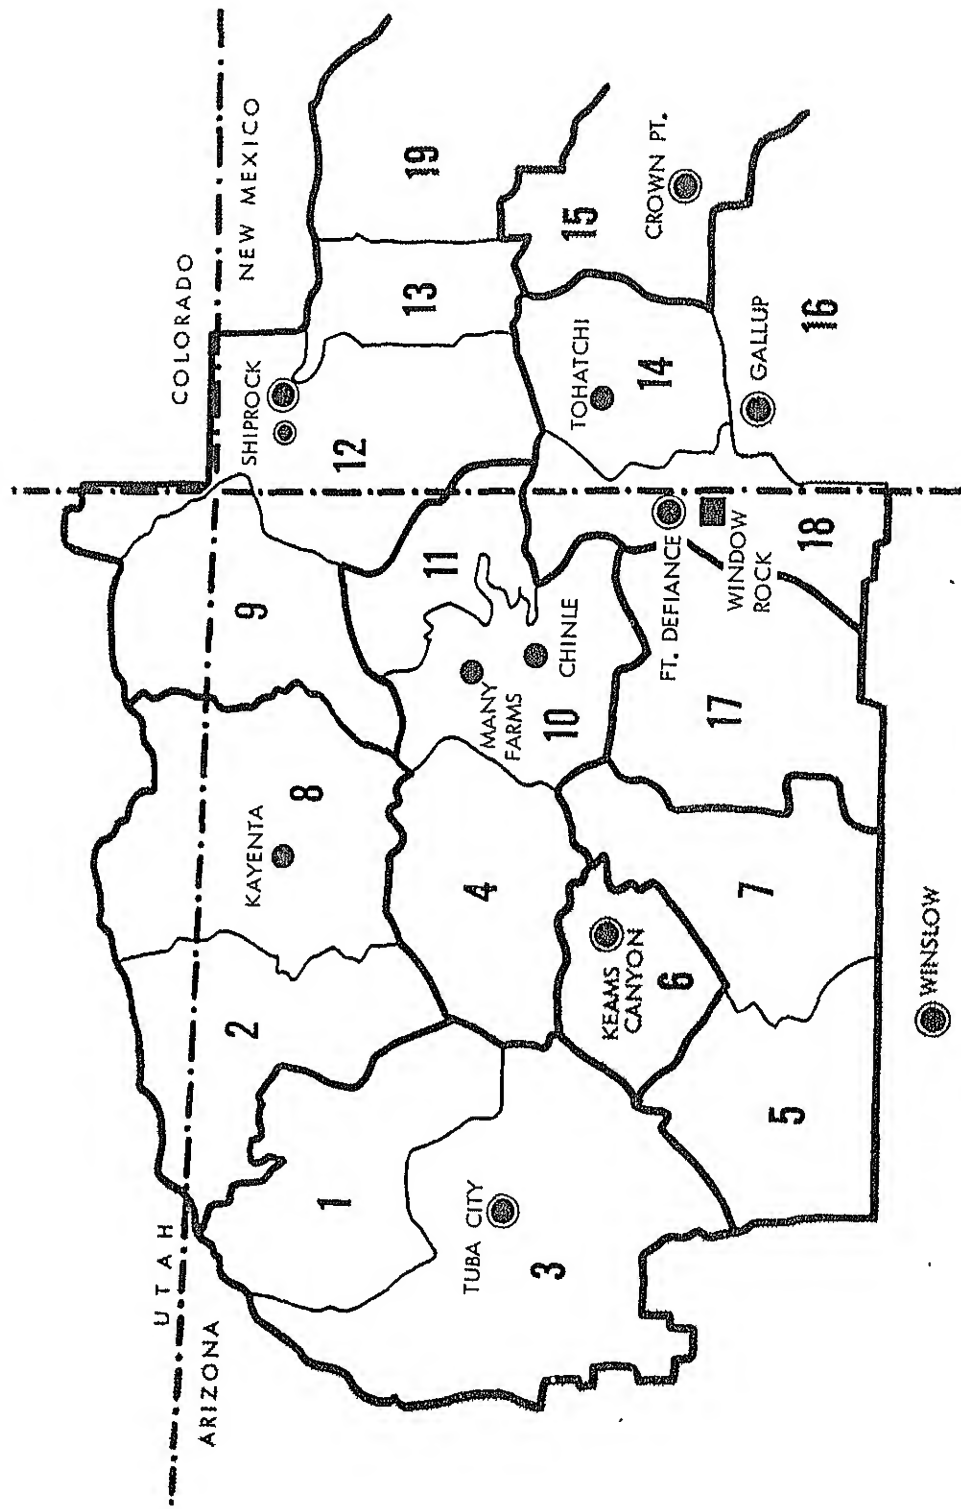 UTAH
ARIZONA
COLORADO
NEW MEXICO
1
2
KAYENTA
8
9
SHIPROCK
12
13
19
TUBA CITY
3
4
MANY
FARMS
CHINLE
10
11
TOHATCHI
14
15
CROWN PT.
KEAMS
CANYON
6
5
7
17
FT. DEFIANCE
WINDOW
ROCK
18
GALLUP
16
WINSLOW